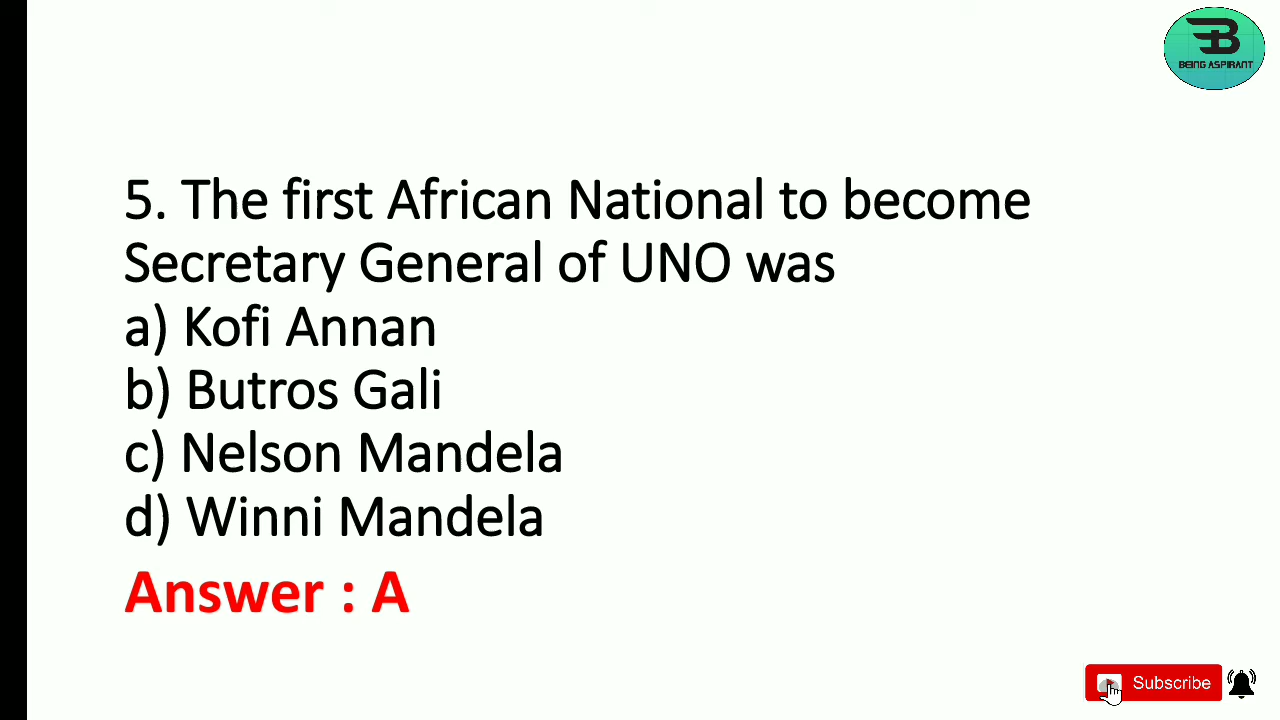 BEING ASPIRANT
5. The first African National to become
Secretary General of UNO was
a) Kofi Annan
b) Butros Gali
c) Nelson Mandela
d) Winni Mandela
Answer : A
Subscribe